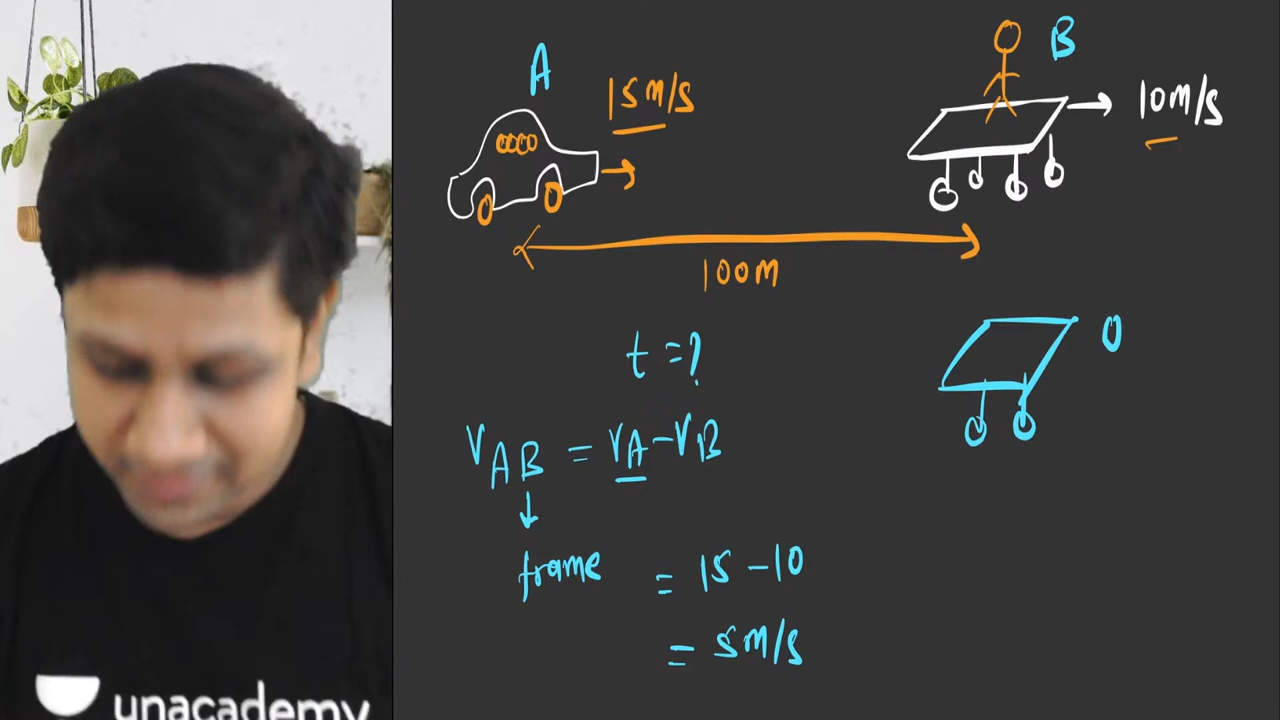 A
B
15m/s
10m/s
100m
t = ?
0
VAB = VA - VB
frame
= 15 - 10
= 5m/s
unacademy